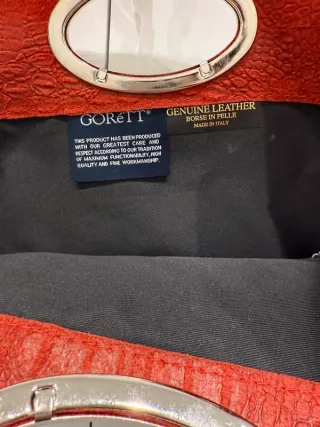 GORéTT®
THIS PRODUCT HAS BEEN PRODUCED
WITH OUR GREATEST CARE AND
ACCORDING TO OUR TRADITION
OF MAXIMUM FUNCTIONABILITY, HIGH
QUALITY AND FINE WORKMANSHIP.
GENUINE LEATHER
BORSE IN PELLE
MADE IN ITALY